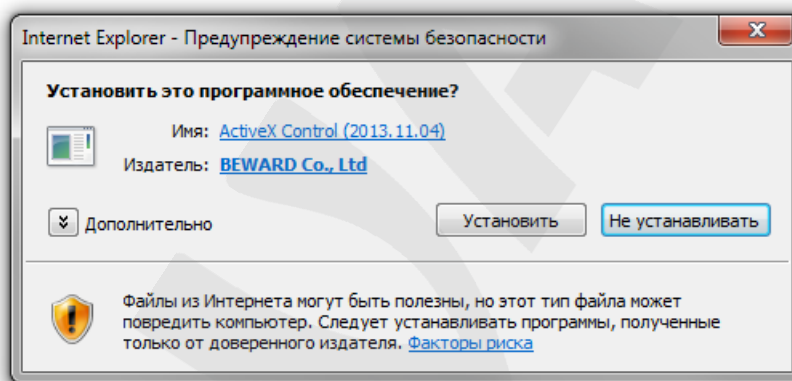 Internet Explorer - Предупреждение системы безопасности
Установить это программное обеспечение?
Имя: ActiveX Control (2013.11.04)
Издатель: BEWARD Co., Ltd
Дополнительно
Установить
Не устанавливать
Файлы из Интернета могут быть полезны, но этот тип файла может
повредить компьютер. Следует устанавливать программы, полученные
только от доверенного издателя. Факторы риска